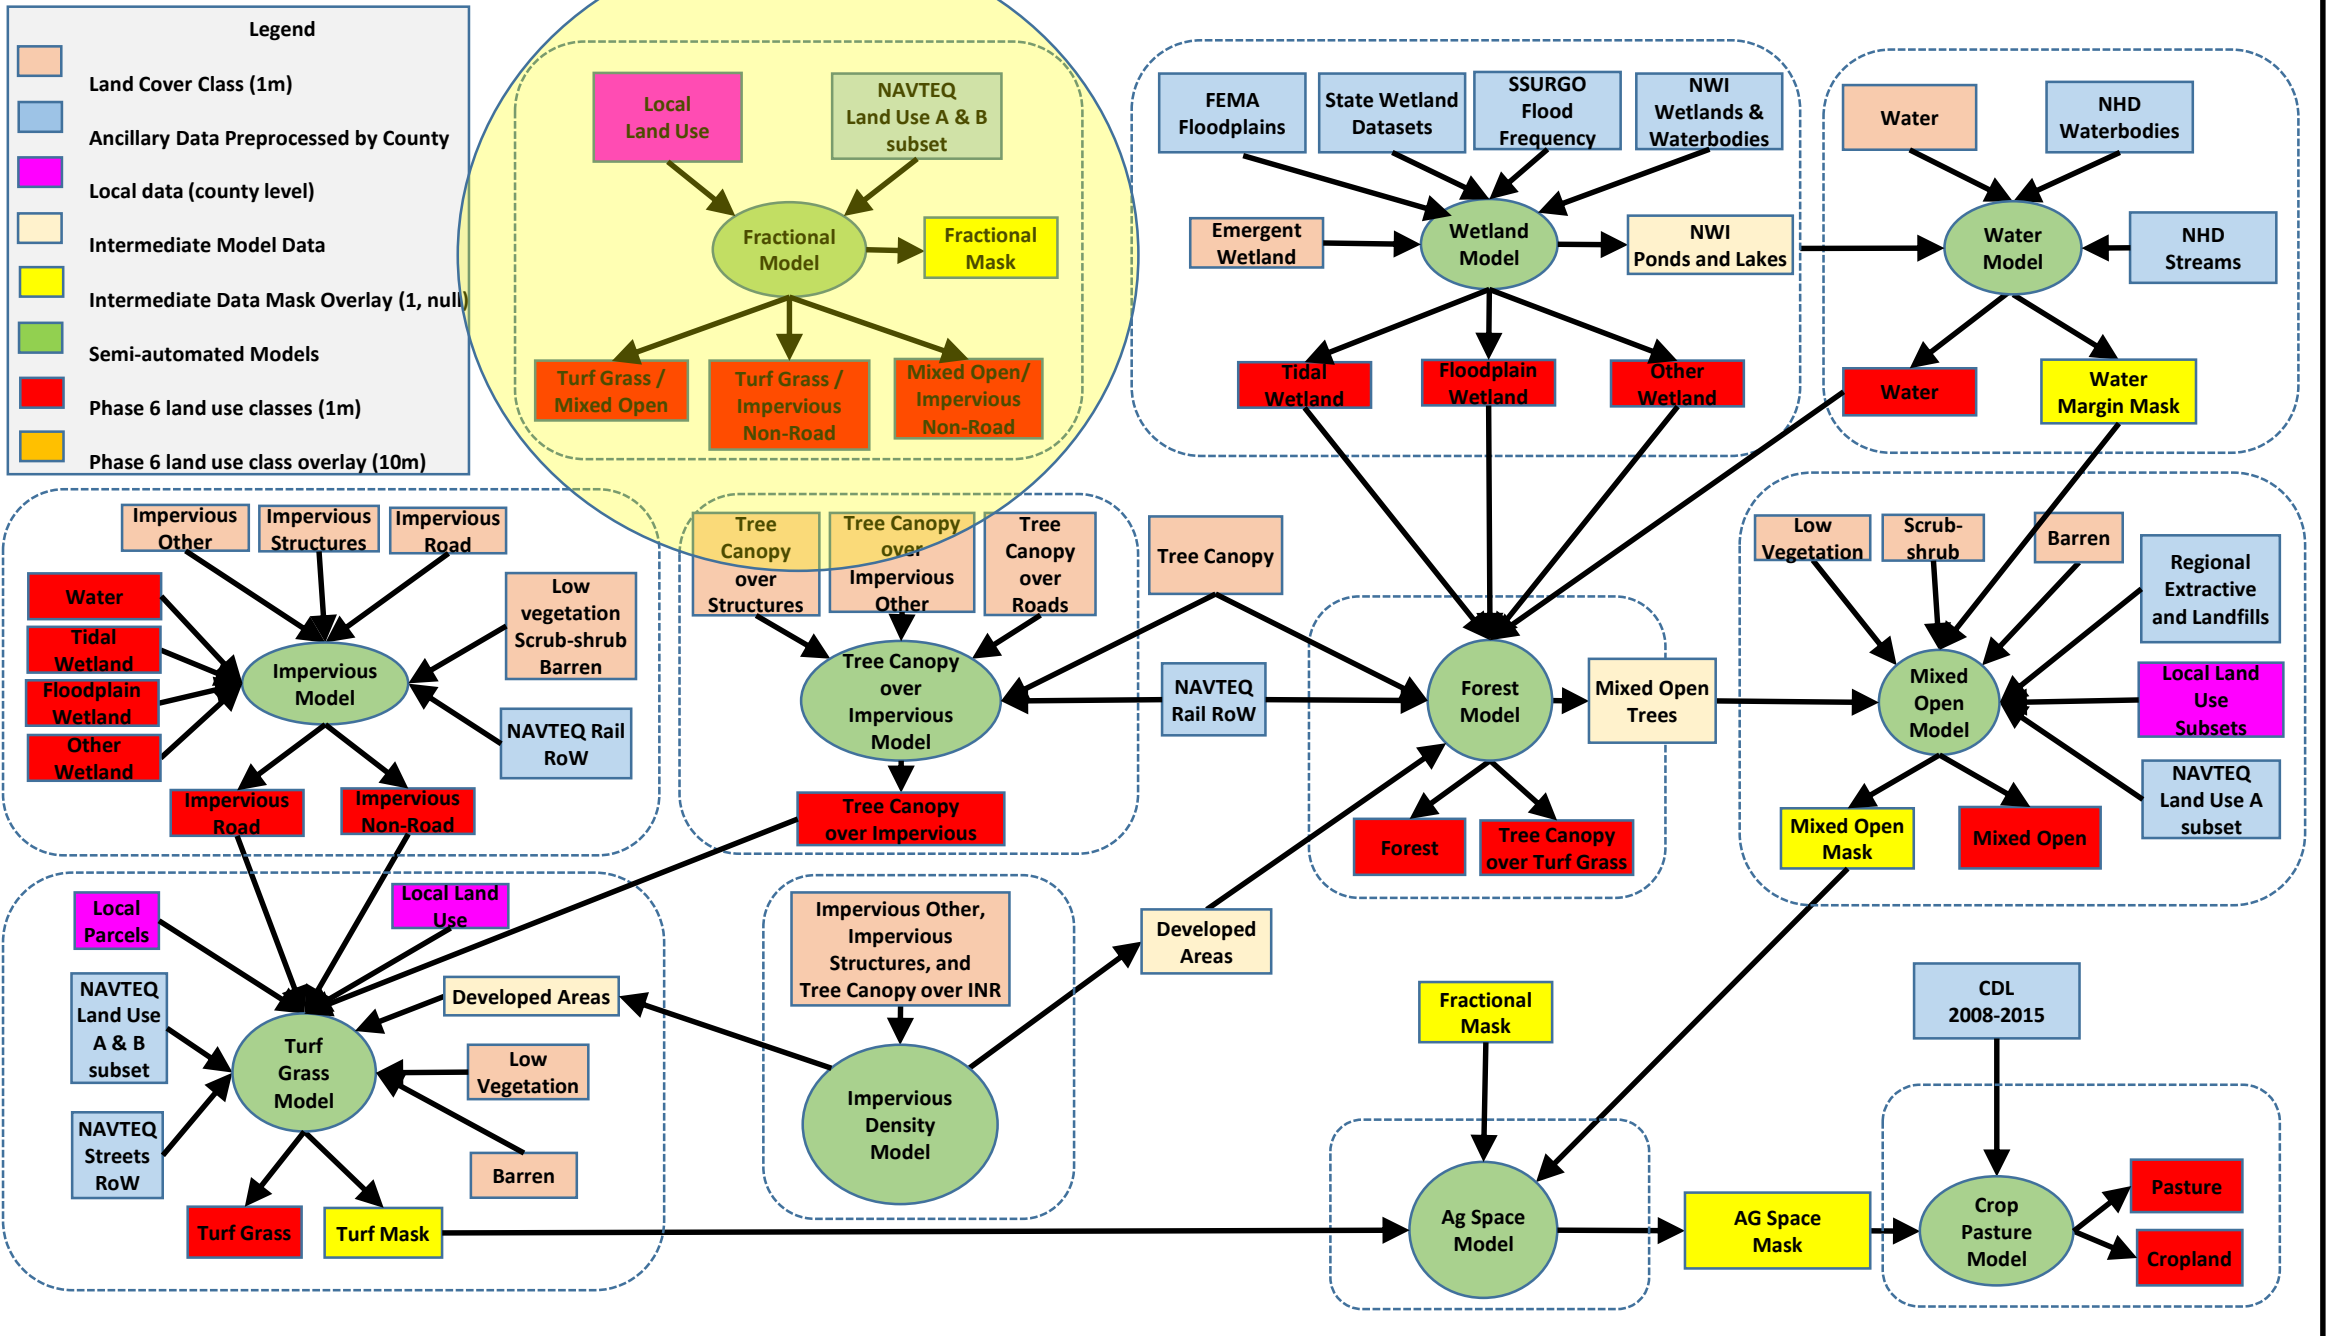 Legend
Land Cover Class (1m)
Ancillary Data Preprocessed by County
Local data (county level)
Intermediate Model Data
Intermediate Data Mask Overlay (1, null)
Semi-automated Models
Phase 6 land use classes (1m)
Phase 6 land use class overlay (10m)
Local
Land Use
NAVTEQ
Land Use A & B
subset
Fractional
Model
Fractional
Mask
Turf Grass /
Mixed Open
Turf Grass /
Impervious
Non-Road
Mixed Open/
Impervious
Non-Road
FEMA
Floodplains
State Wetland
Datasets
SSURGO
Flood
Frequency
NWI
Wetlands &
Waterbodies
Emergent
Wetland
Wetland
Model
NWI
Ponds and Lakes
Tidal
Wetland
Floodplain
Wetland
Other
Wetland
Water
NHD
Waterbodies
Water
Model
NHD
Streams
Water
Water
Margin Mask
Impervious
Other
Impervious
Structures
Impervious
Road
Water
Tidal
Wetland
Floodplain
Wetland
Other
Wetland
Impervious
Model
Low
vegetation
Scrub-shrub
Barren
NAVTEQ Rail
RoW
Impervious
Road
Impervious
Non-Road
Tree
Canopy
over
Structures
Tree Canopy
over
Impervious
Other
Tree
Canopy
over
Roads
Tree Canopy
over
Impervious
Model
Tree Canopy
over Impervious
Tree Canopy
NAVTEQ
Rail RoW
Forest
Model
Mixed Open
Trees
Forest
Tree Canopy
over Turf Grass
Low
Vegetation
Scrub-
shrub
Barren
Regional
Extractive
and Landfills
Mixed
Open
Model
Local Land
Use
Subsets
NAVTEQ
Land Use A
subset
Mixed Open
Mask
Mixed Open
Local
Parcels
Local Land
Use
NAVTEQ
Land Use
A & B
subset
Developed Areas
Turf
Grass
Model
Low
Vegetation
NAVTEQ
Streets
RoW
Barren
Turf Grass
Turf Mask
Impervious Other,
Impervious
Structures, and
Tree Canopy over INR
Impervious
Density
Model
Developed
Areas
Fractional
Mask
Ag Space
Model
AG Space
Mask
CDL
2008-2015
Crop
Pasture
Model
Pasture
Cropland